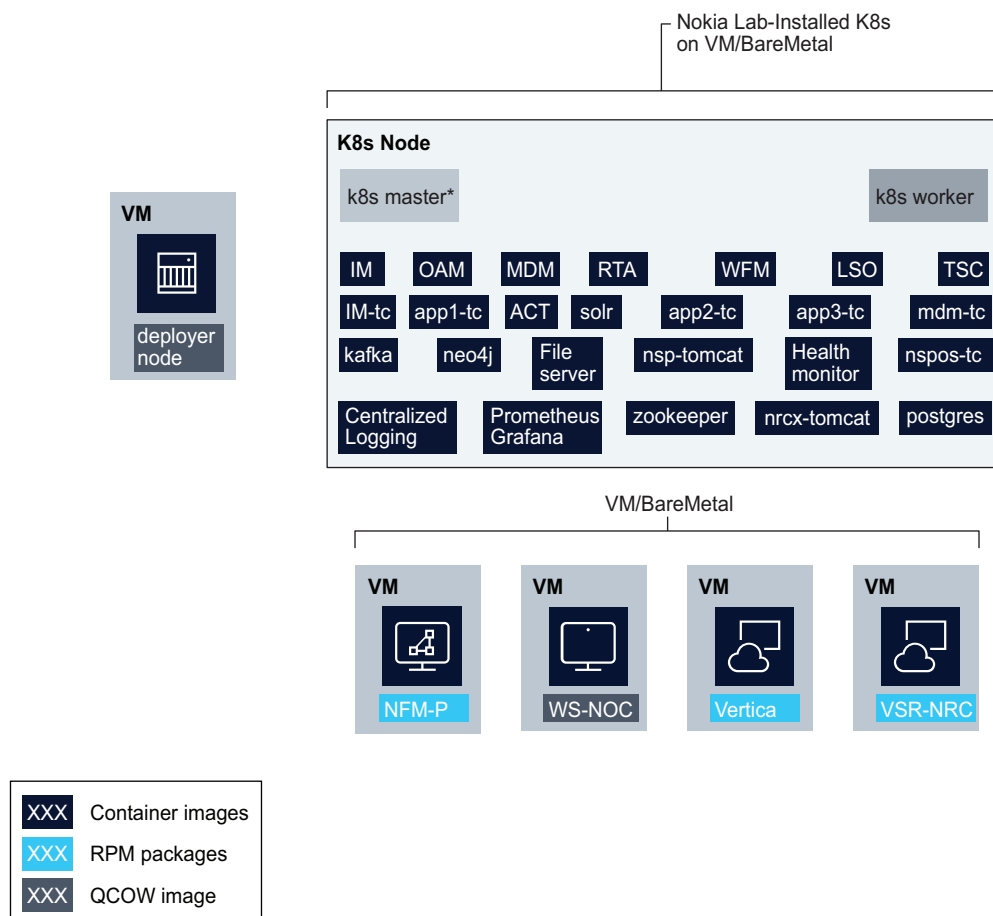 Nokia Lab-Installed K8s
on VM/BareMetal
K8s Node
k8s master*
k8s worker
VM
deployer
node
IM OAM MDM RTA WFM LSO TSC
IM-tc app1-tc ACT solr app2-tc app3-tc mdm-tc
kafka neo4j File
server nsp-tomcat Health
monitor nspos-tc
Centralized
Logging Prometheus
Grafana zookeeper nrcx-tomcat postgres
VM/BareMetal
VM VM VM VM
NFM-P WS-NOC Vertica VSR-NRC
XXX Container images
XXX RPM packages
XXX QCOW image